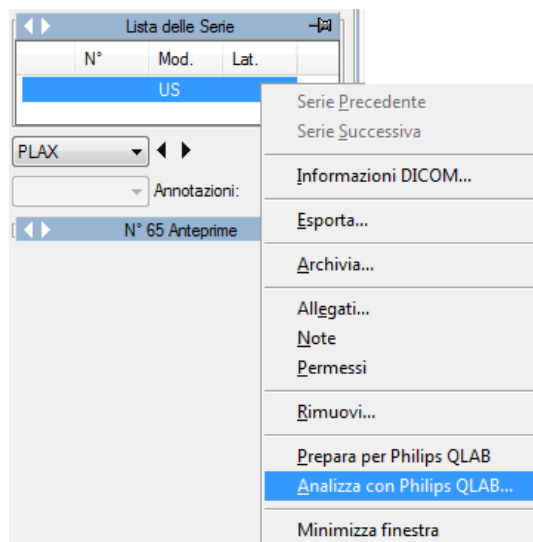 Lista delle Serie
N° Mod. Lat.
US
Serie Precedente
Serie Successiva
PLAX
Informazioni DICOM...
Annotazioni:
Esporta...
N° 65 Anteprime
Archivia...
Allegati...
Note
Permessi
Rimuovi...
Prepara per Philips QLAB
Analizza con Philips QLAB...
Minimizza finestra